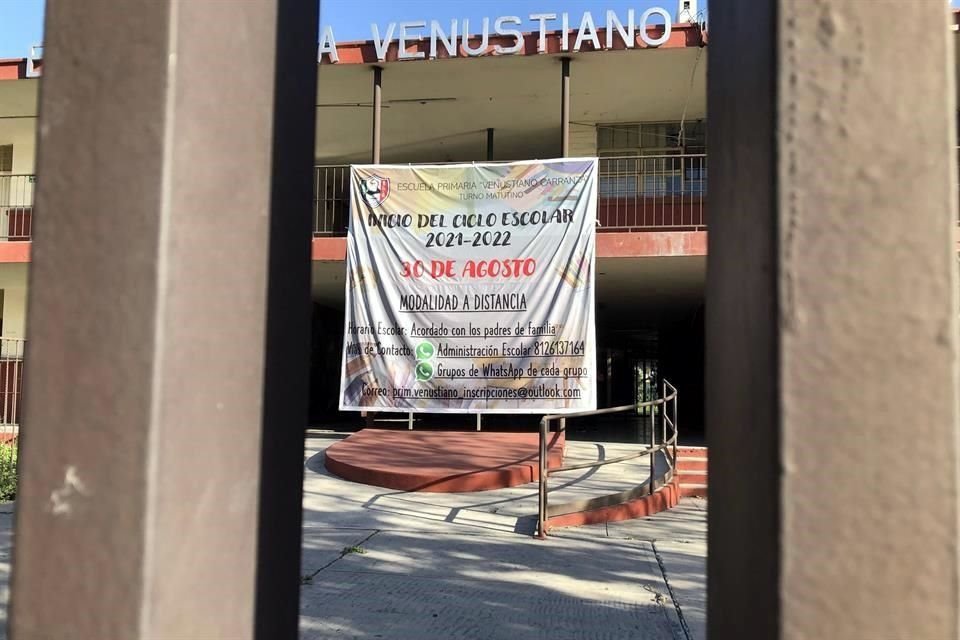 A VENUSTIANO
ESCUELA PRIMARIA "VENUSTIANO CARRANZA"
TURNO MATUTINO
INICIO DEL CICLO ESCOLAR
2021-2022
30 DE AGOSTO
MODALIDAD A DISTANCIA
Horario Escolar: Acordado con los padres de familia
Vías de Contacto: Administración Escolar 8126137164
Grupos de WhatsApp de cada grupo
Correo: prim.venustiano_inscripciones@outlook.com